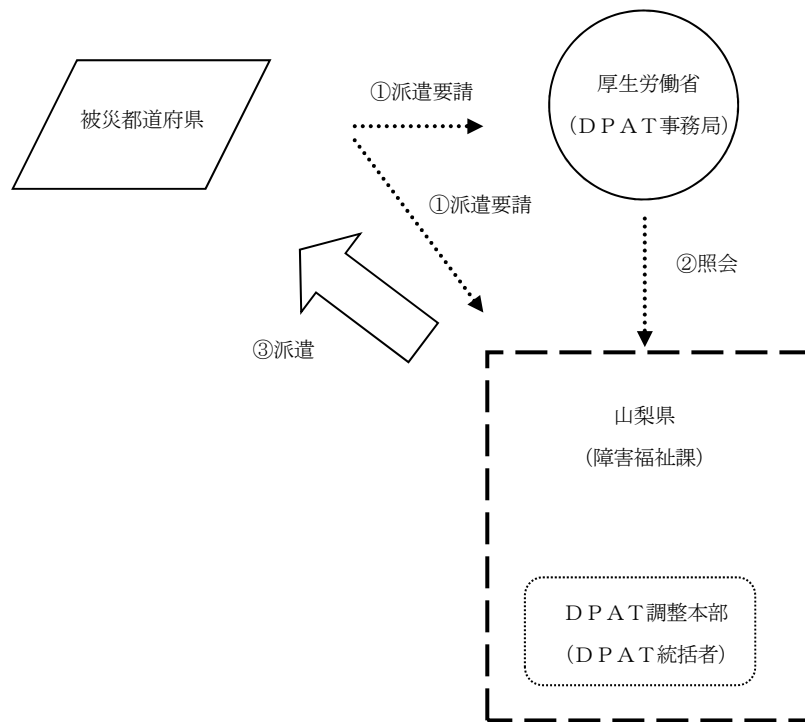 被災都道府県
①派遣要請
厚生労働省
（ＤＰＡＴ事務局）
①派遣要請
②照会
③派遣
山梨県
（障害福祉課）
ＤＰＡＴ調整本部
（ＤＰＡＴ統括者）